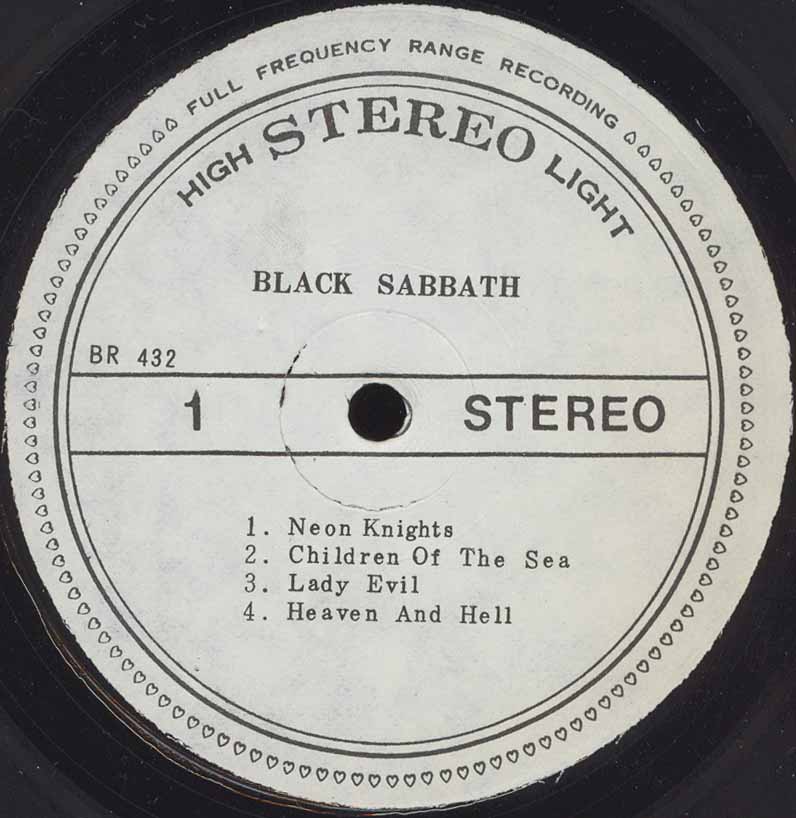 FULL FREQUENCY RANGE RECORDING
HIGH STEREO LIGHT
BLACK SABBATH
BR 432
1 STEREO
1. Neon Knights
2. Children Of The Sea
3. Lady Evil
4. Heaven And Hell